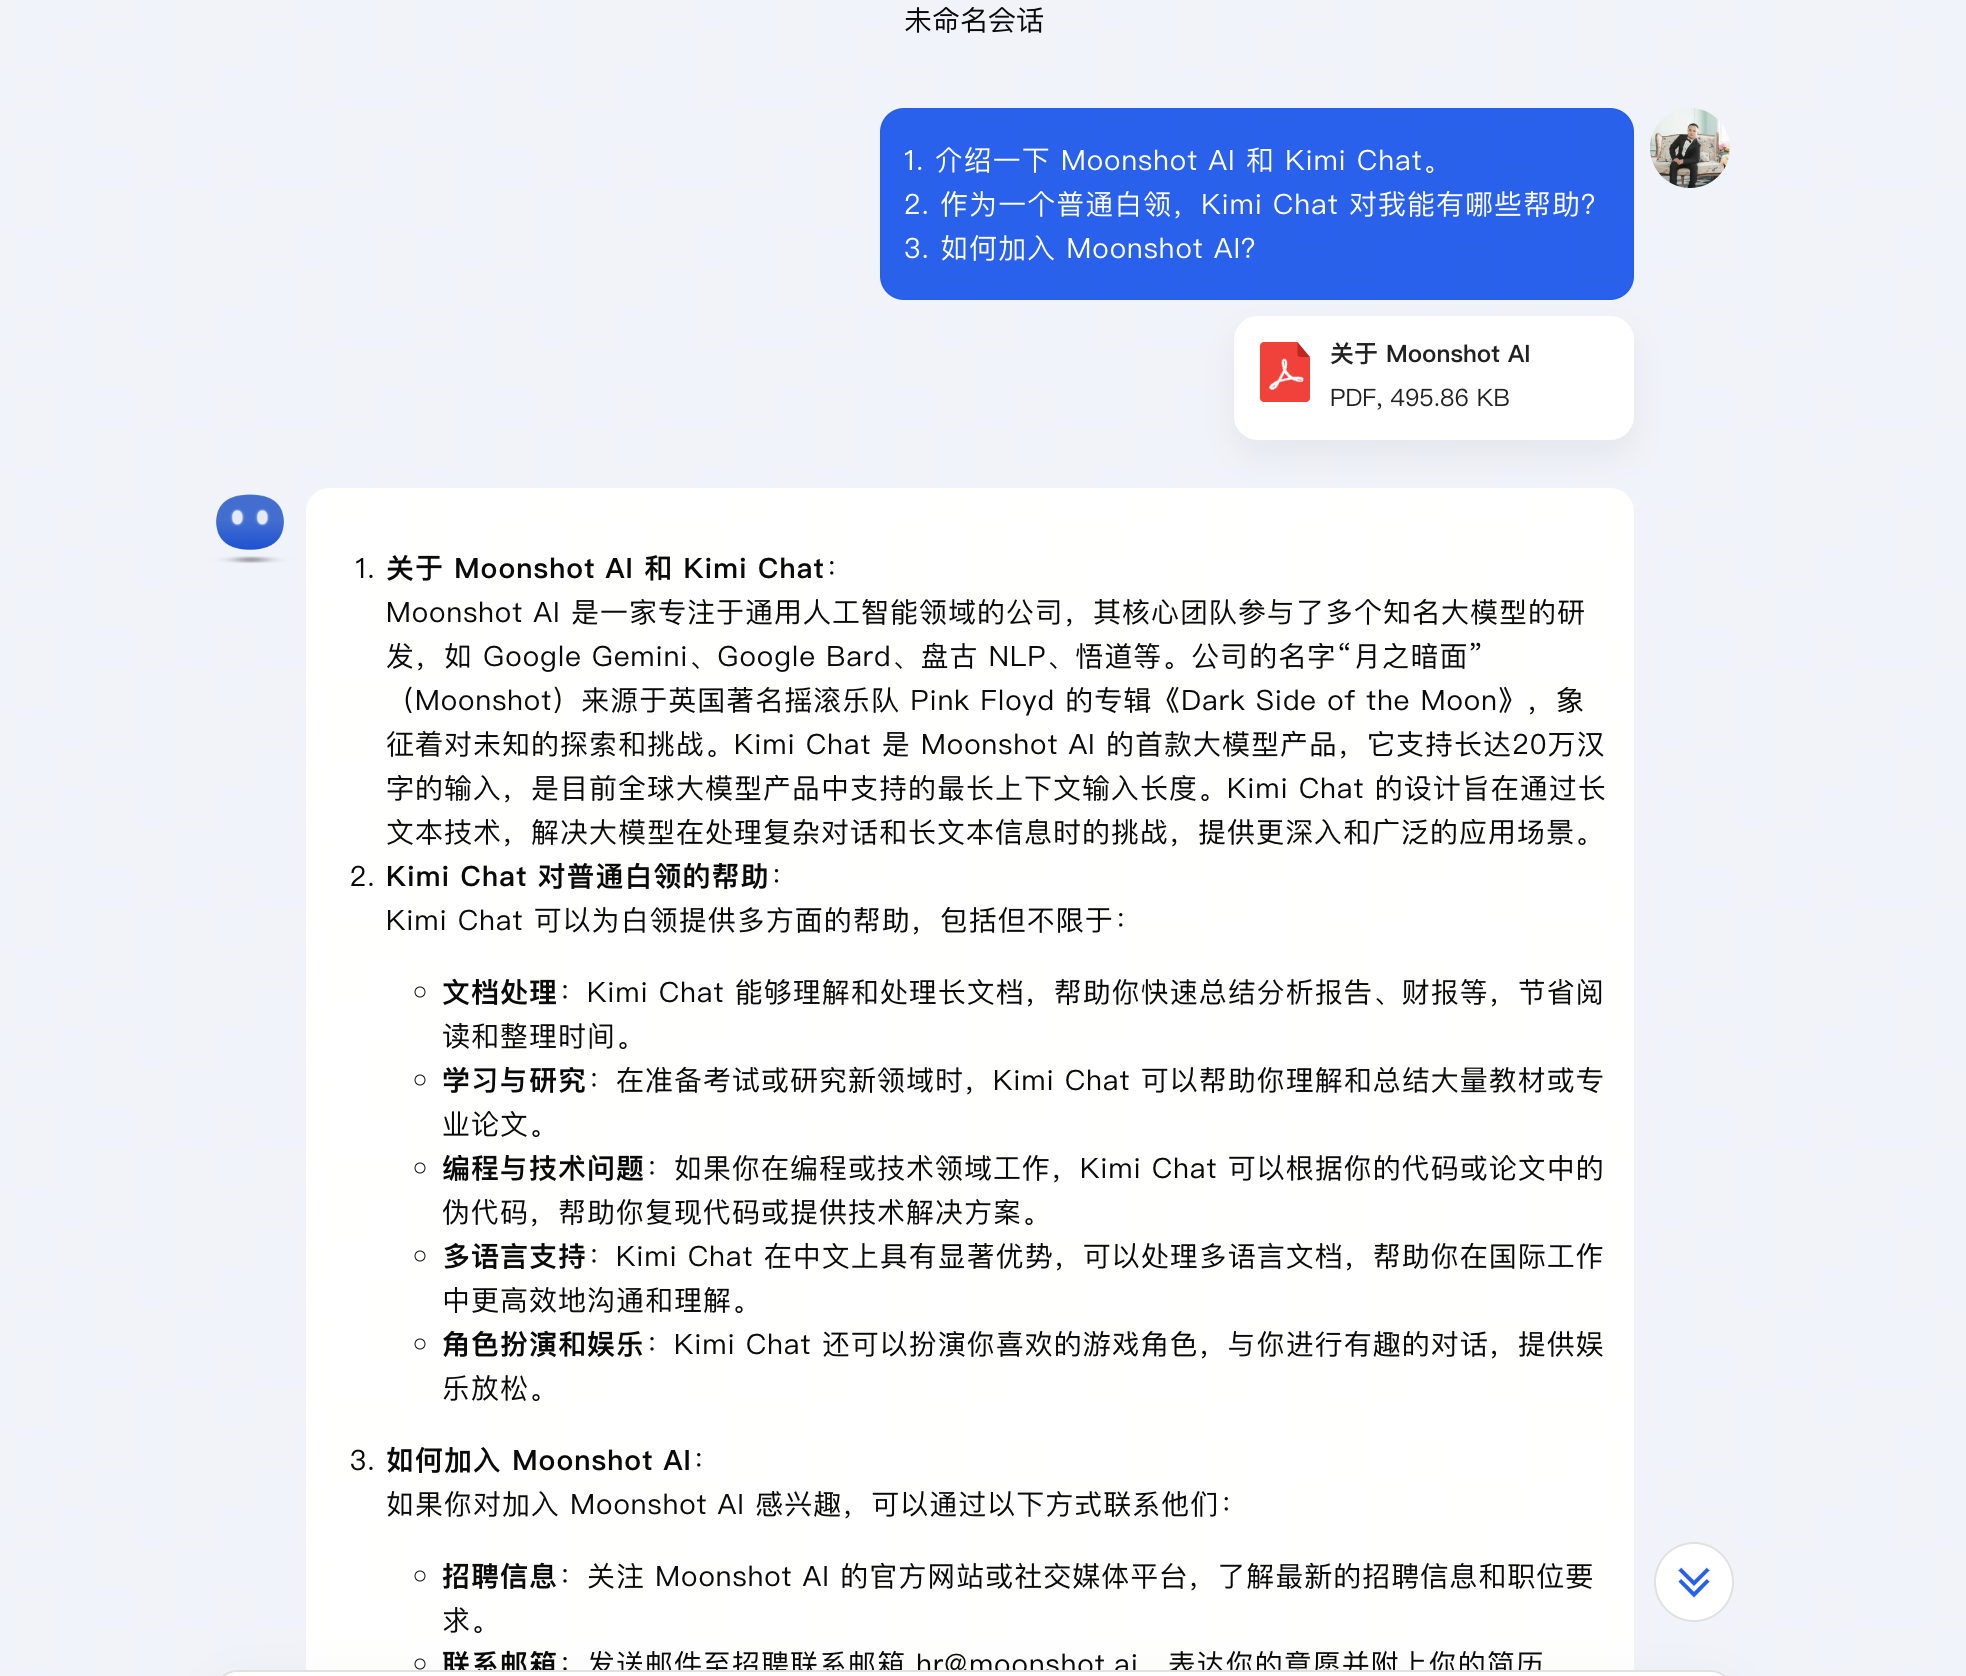 未命名会话
1. 介绍一下 Moonshot AI 和 Kimi Chat。
2. 作为一个普通白领，Kimi Chat 对我能有哪些帮助？
3. 如何加入 Moonshot AI？
关于 Moonshot AI
PDF, 495.86 KB
1. 关于 Moonshot AI 和 Kimi Chat：
Moonshot AI 是一家专注于通用人工智能领域的公司，其核心团队参与了多个知名大模型的研
发，如 Google Gemini、Google Bard、盘古 NLP、悟道等。公司的名字“月之暗面”
（Moonshot）来源于英国著名摇滚乐队 Pink Floyd 的专辑《Dark Side of the Moon》，象
征着对未知的探索和挑战。Kimi Chat 是 Moonshot AI 的首款大模型产品，它支持长达20万汉
字的输入，是目前全球大模型产品中支持的最长上下文输入长度。Kimi Chat 的设计旨在通过长
文本技术，解决大模型在处理复杂对话和长文本信息时的挑战，提供更深入和广泛的应用场景。
2. Kimi Chat 对普通白领的帮助：
Kimi Chat 可以为白领提供多方面的帮助，包括但不限于：
○ 文档处理：Kimi Chat 能够理解和处理长文档，帮助你快速总结分析报告、财报等，节省阅
读和整理时间。
○ 学习与研究：在准备考试或研究新领域时，Kimi Chat 可以帮助你理解和总结大量教材或专
业论文。
○ 编程与技术问题：如果你在编程或技术领域工作，Kimi Chat 可以根据你的代码或论文中的
伪代码，帮助你复现代码或提供技术解决方案。
○ 多语言支持：Kimi Chat 在中文上具有显著优势，可以处理多语言文档，帮助你在国际工作
中更高效地沟通和理解。
○ 角色扮演和娱乐：Kimi Chat 还可以扮演你喜欢的游戏角色，与你进行有趣的对话，提供娱
乐放松。
3. 如何加入 Moonshot AI：
如果你对加入 Moonshot AI 感兴趣，可以通过以下方式联系他们：
○ 招聘信息：关注 Moonshot AI 的官方网站或社交媒体平台，了解最新的招聘信息和职位要
求。
○ 联系邮箱：发送邮件至招聘联系邮箱 hr@moonshot.ai，表达你的意愿并附上你的简历